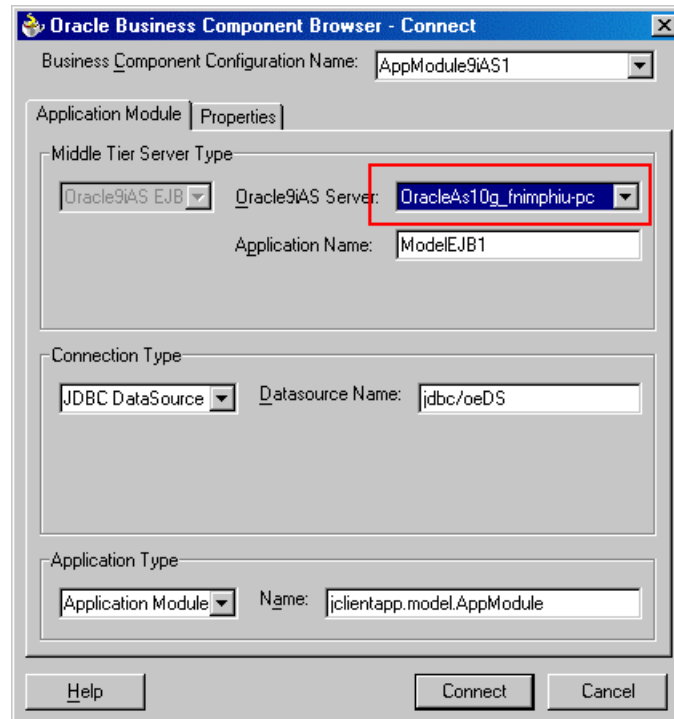 Oracle Business Component Browser - Connect
Business Component Configuration Name: AppModule9iAS1
Application Module Properties
Middle Tier Server Type
Oracle9iAS EJB Oracle9iAS Server: OracleAs10g_fnimphiu-pc
Application Name: ModelEJB1
Connection Type
JDBC DataSource Datasource Name: jdbc/oeDS
Application Type
Application Module Name: jclientapp.model.AppModule
Help Connect Cancel